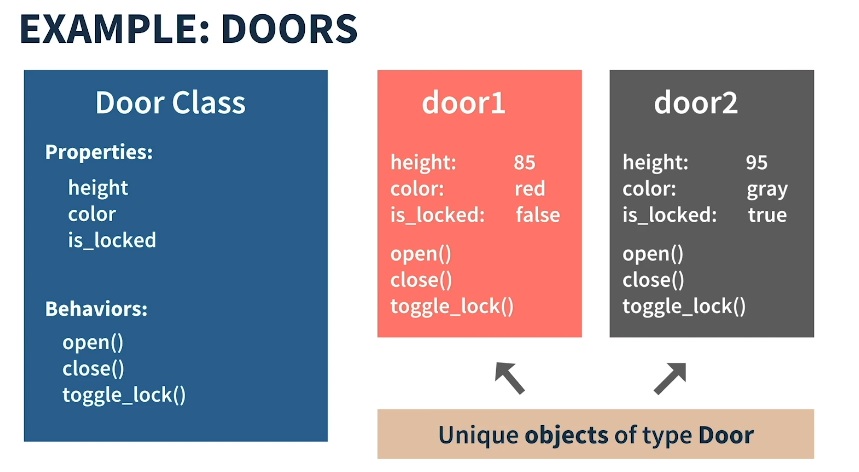 EXAMPLE: DOORS
Door Class
Properties:
height
color
is_locked
Behaviors:
open()
close()
toggle_lock()
door1
height: 85
color: red
is_locked: false
open()
close()
toggle_lock()
door2
height: 95
color: gray
is_locked: true
open()
close()
toggle_lock()
Unique objects of type Door